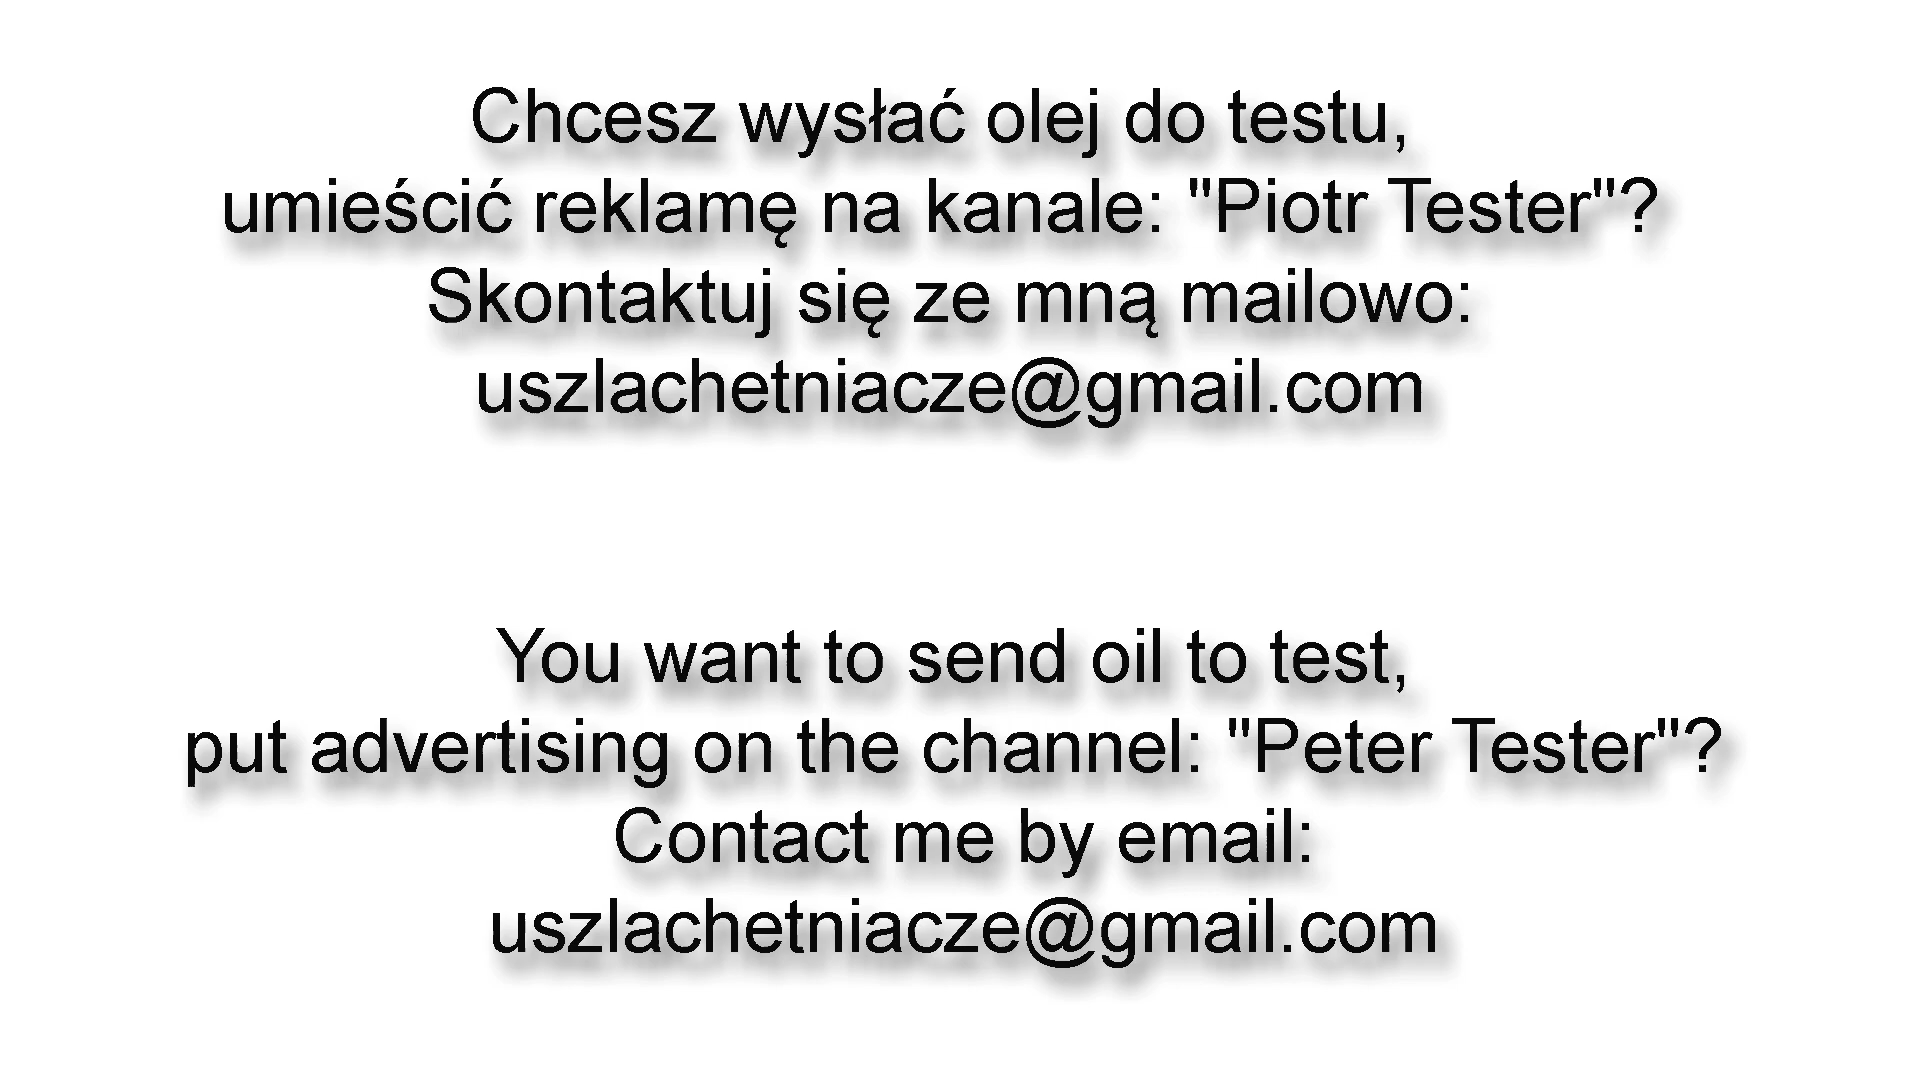 Chcesz wysłać olej do testu,
umieścić reklamę na kanale: "Piotr Tester"?
Skontaktuj się ze mną mailowo:
uszlachetniacze@gmail.com
You want to send oil to test,
put advertising on the channel: "Peter Tester"?
Contact me by email:
uszlachetniacze@gmail.com